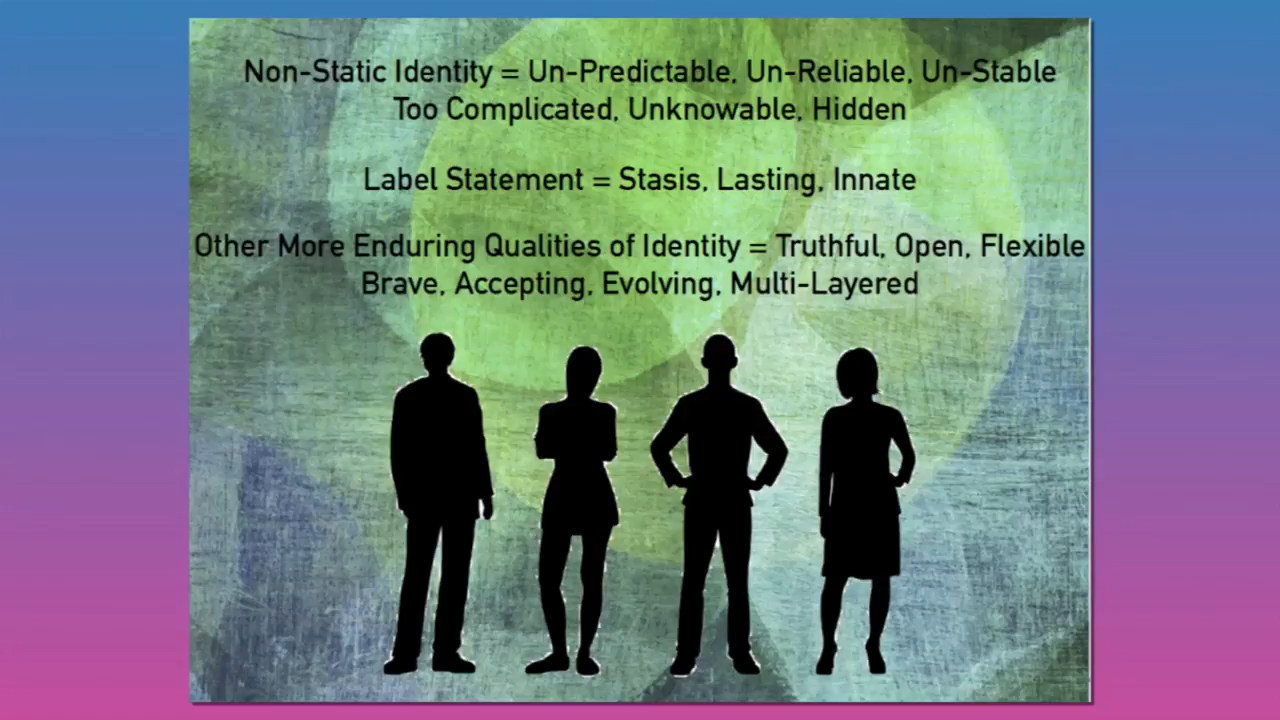 Non-Static Identity = Un-Predictable, Un-Reliable, Un-Stable
Too Complicated, Unknowable, Hidden
Label Statement = Stasis, Lasting, Innate
Other More Enduring Qualities of Identity = Truthful, Open, Flexible
Brave, Accepting, Evolving, Multi-Layered